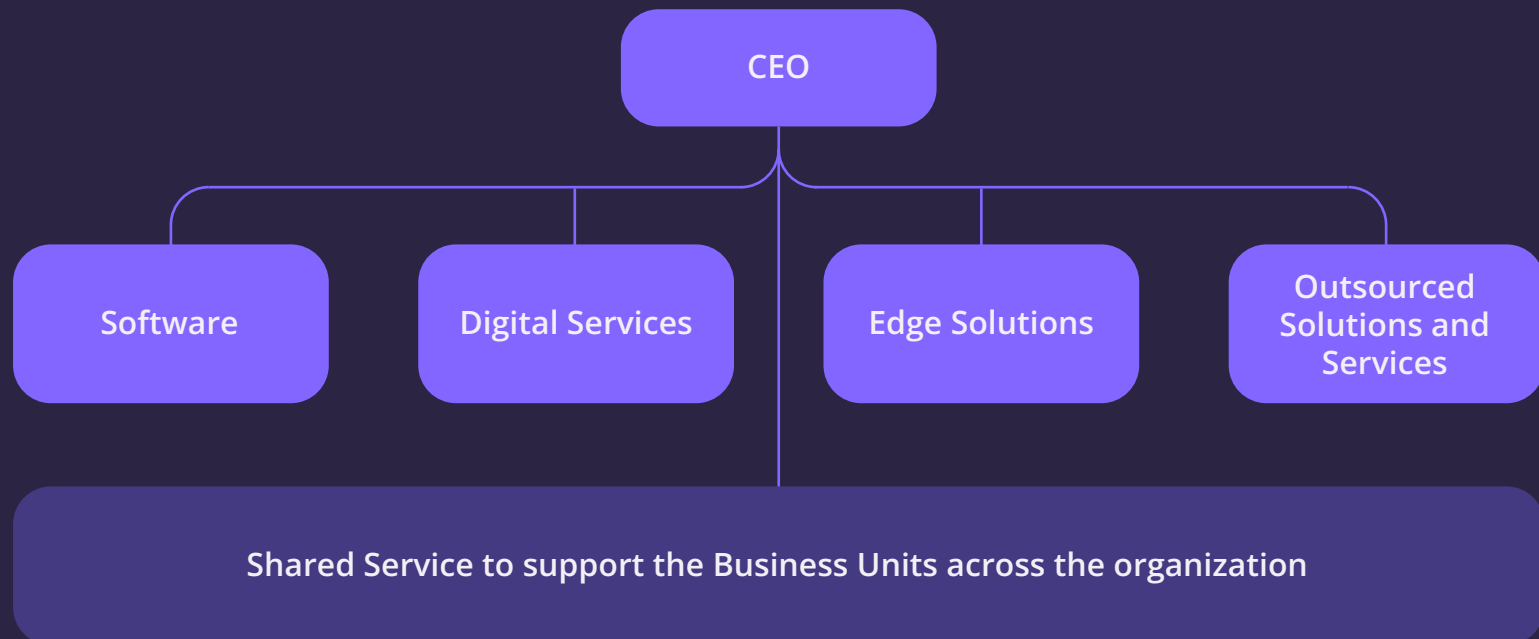 CEO
Software
Digital Services
Edge Solutions
Outsourced
Solutions and
Services
Shared Service to support the Business Units across the organization